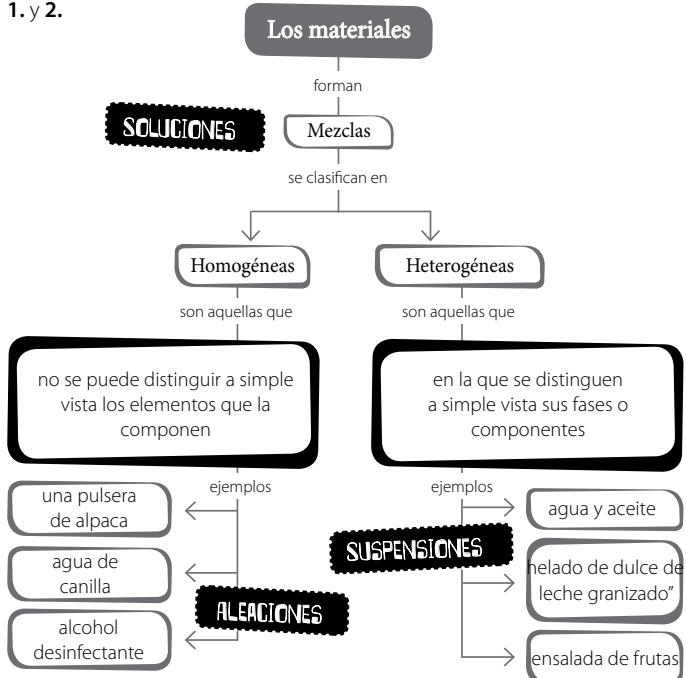 1. y 2.
Los materiales
forman
SOLUCIONES
Mezclas
se clasifican en
Homogéneas
Heterogéneas
son aquellas que
son aquellas que
no se puede distinguir a simple
vista los elementos que la
componen
en la que se distinguen
a simple vista sus fases o
componentes
ejemplos
ejemplos
una pulsera
de alpaca
agua de
canilla
alcohol
desinfectante
ALEACIONES
SUSPENSIONES
agua y aceite
helado de dulce de
leche granizado”
ensalada de frutas